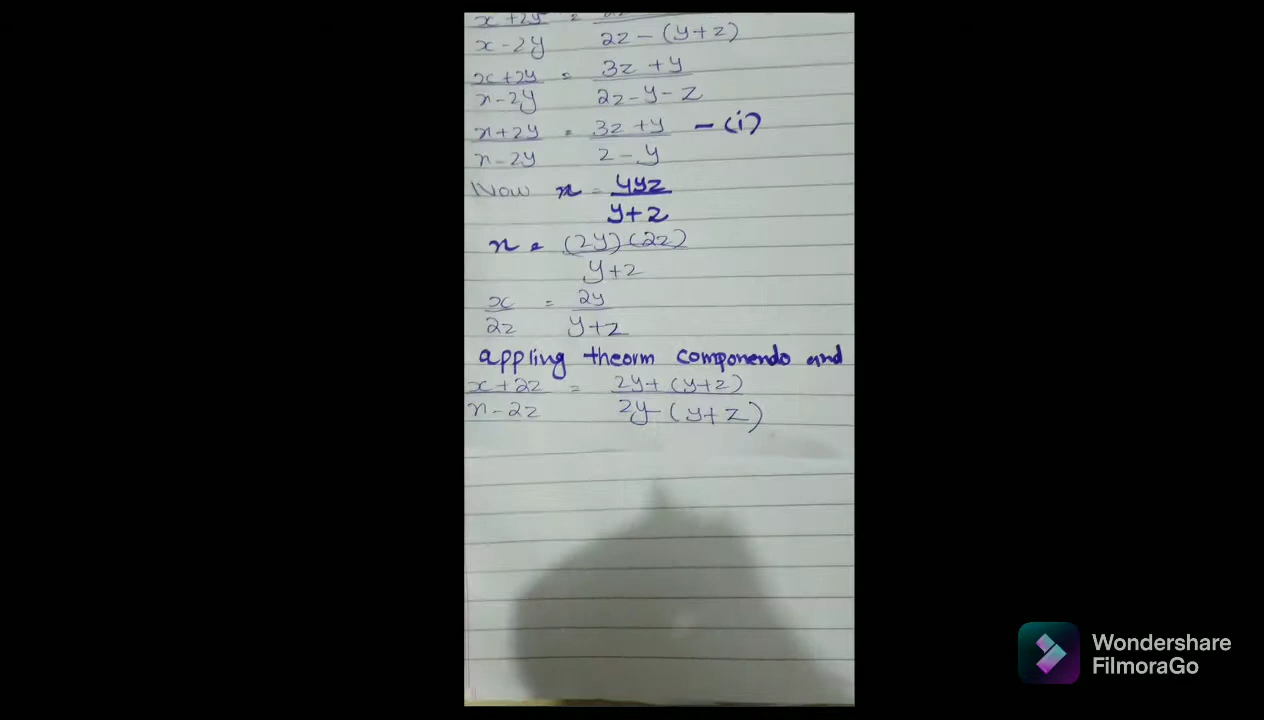 x+2y =
x-2y 2z-(y+z)
x+2y = 3z+y
x-2y 2z-y-z
x+2y = 3z+y -(i)
x-2y z-y
Now x = 4yz
y+z
x = (2y)(2z)
y+z
x = 2y
2z y+z
appling theorm componendo and
x+2z = 2y+(y+z)
x-2z 2y-(y+z)
Wondershare
FilmoraGo